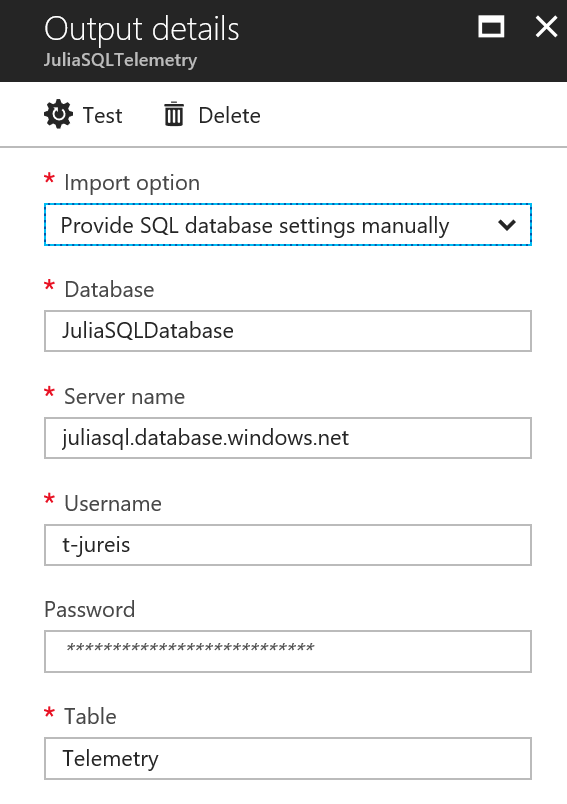 Output details
JuliaSQLTelemetry
Test Delete
* Import option
Provide SQL database settings manually
* Database
JuliaSQLDatabase
* Server name
juliasql.database.windows.net
* Username
t-jureis
Password
***************************
* Table
Telemetry